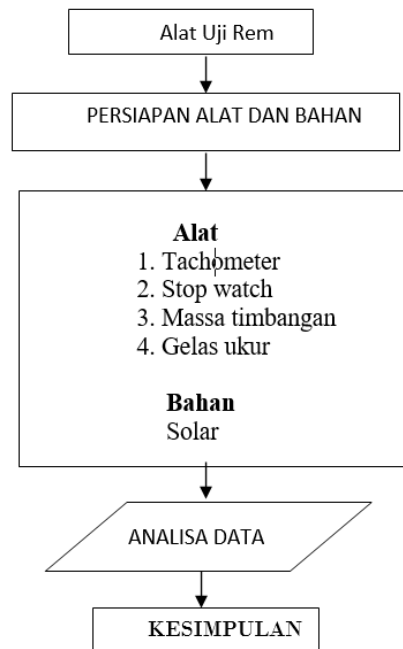 Alat Uji Rem
PERSIAPAN ALAT DAN BAHAN
Alat
1. Tachometer
2. Stop watch
3. Massa timbangan
4. Gelas ukur
Bahan
Solar
ANALISA DATA
KESIMPULAN